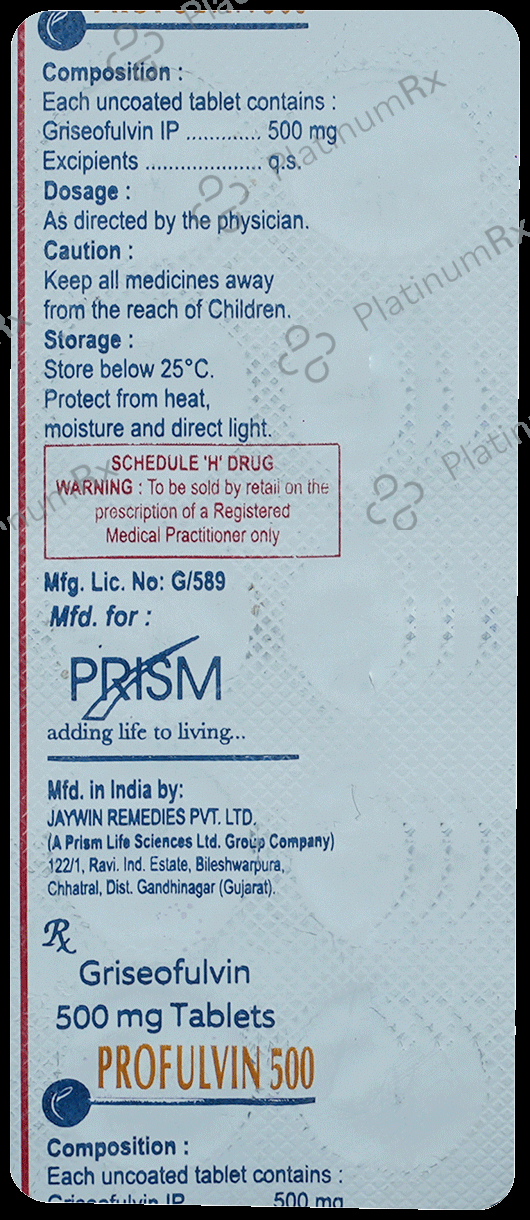 Composition :
Each uncoated tablet contains :
Griseofulvin IP ............. 500 mg
Excipients .................... q.s.
Dosage :
As directed by the physician.
Caution :
Keep all medicines away
from the reach of Children.
Storage :
Store below 25°C.
Protect from heat,
moisture and direct light.
SCHEDULE 'H' DRUG
WARNING : To be sold by retail on the
prescription of a Registered
Medical Practitioner only
Mfg. Lic. No: G/589
Mfd. for :
PRISM
adding life to living...
Mfd. in India by:
JAYWIN REMEDIES PVT. LTD.
(A Prism Life Sciences Ltd. Group Company)
122/1, Ravi. Ind. Estate, Bileshwarpura,
Chhatral, Dist. Gandhinagar (Gujarat).
Rx
Griseofulvin
500 mg Tablets
PROFULVIN 500
Composition :
Each uncoated tablet contains :
Griseofulvin IP 500 mg
PlatinumRx
PlatinumRx